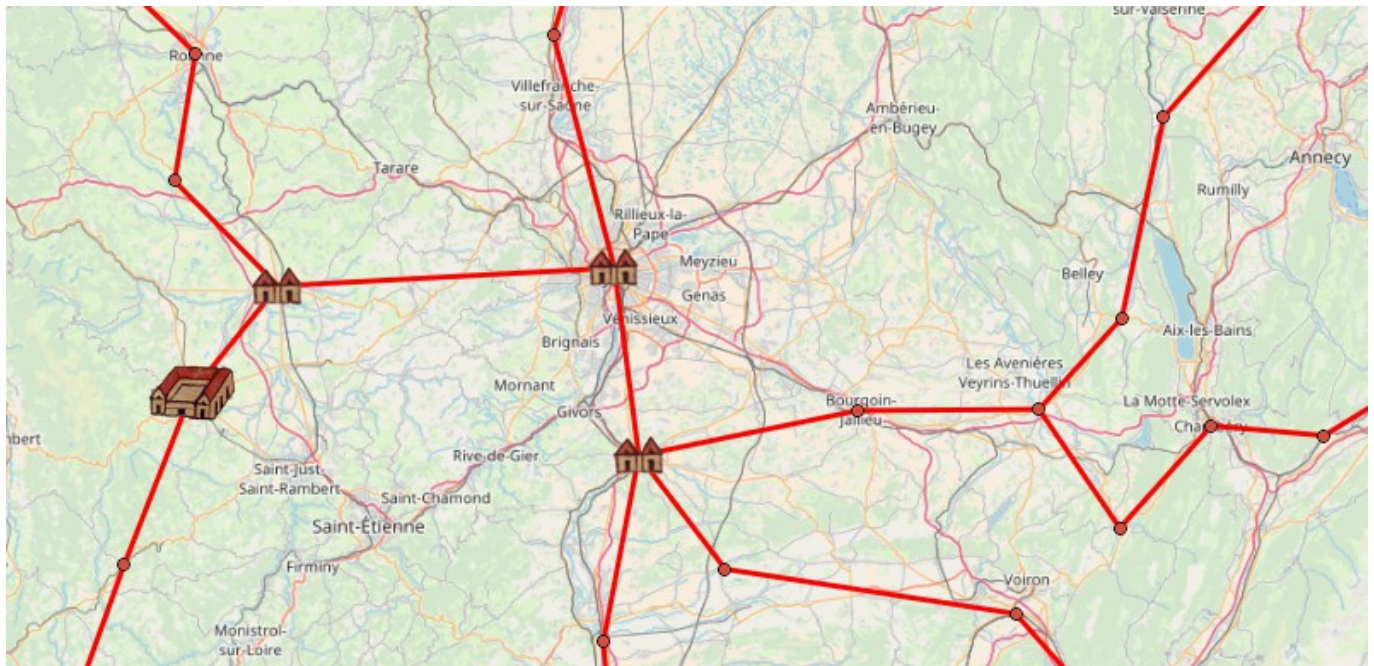 sur-Valserine
Villefranche-
sur-Saône
Ambérieu-
en-Bugey
Annecy
Tarare
Rumilly
Rillieux-la-
Pape
Meyzieu
Belley
Genas
Vénissieux
Aix-les-Bains
Brignais
Les Avenières
Veyrins-Thuellin
Mornant
La Motte-Servolex
Givors
Bourgoin-
Jallieu
nbert
Rive-de-Gier
Saint-Just-
Saint-Rambert
Saint-Chamond
Saint-Étienne
Firminy
Voiron
Monistrol-
sur-Loire